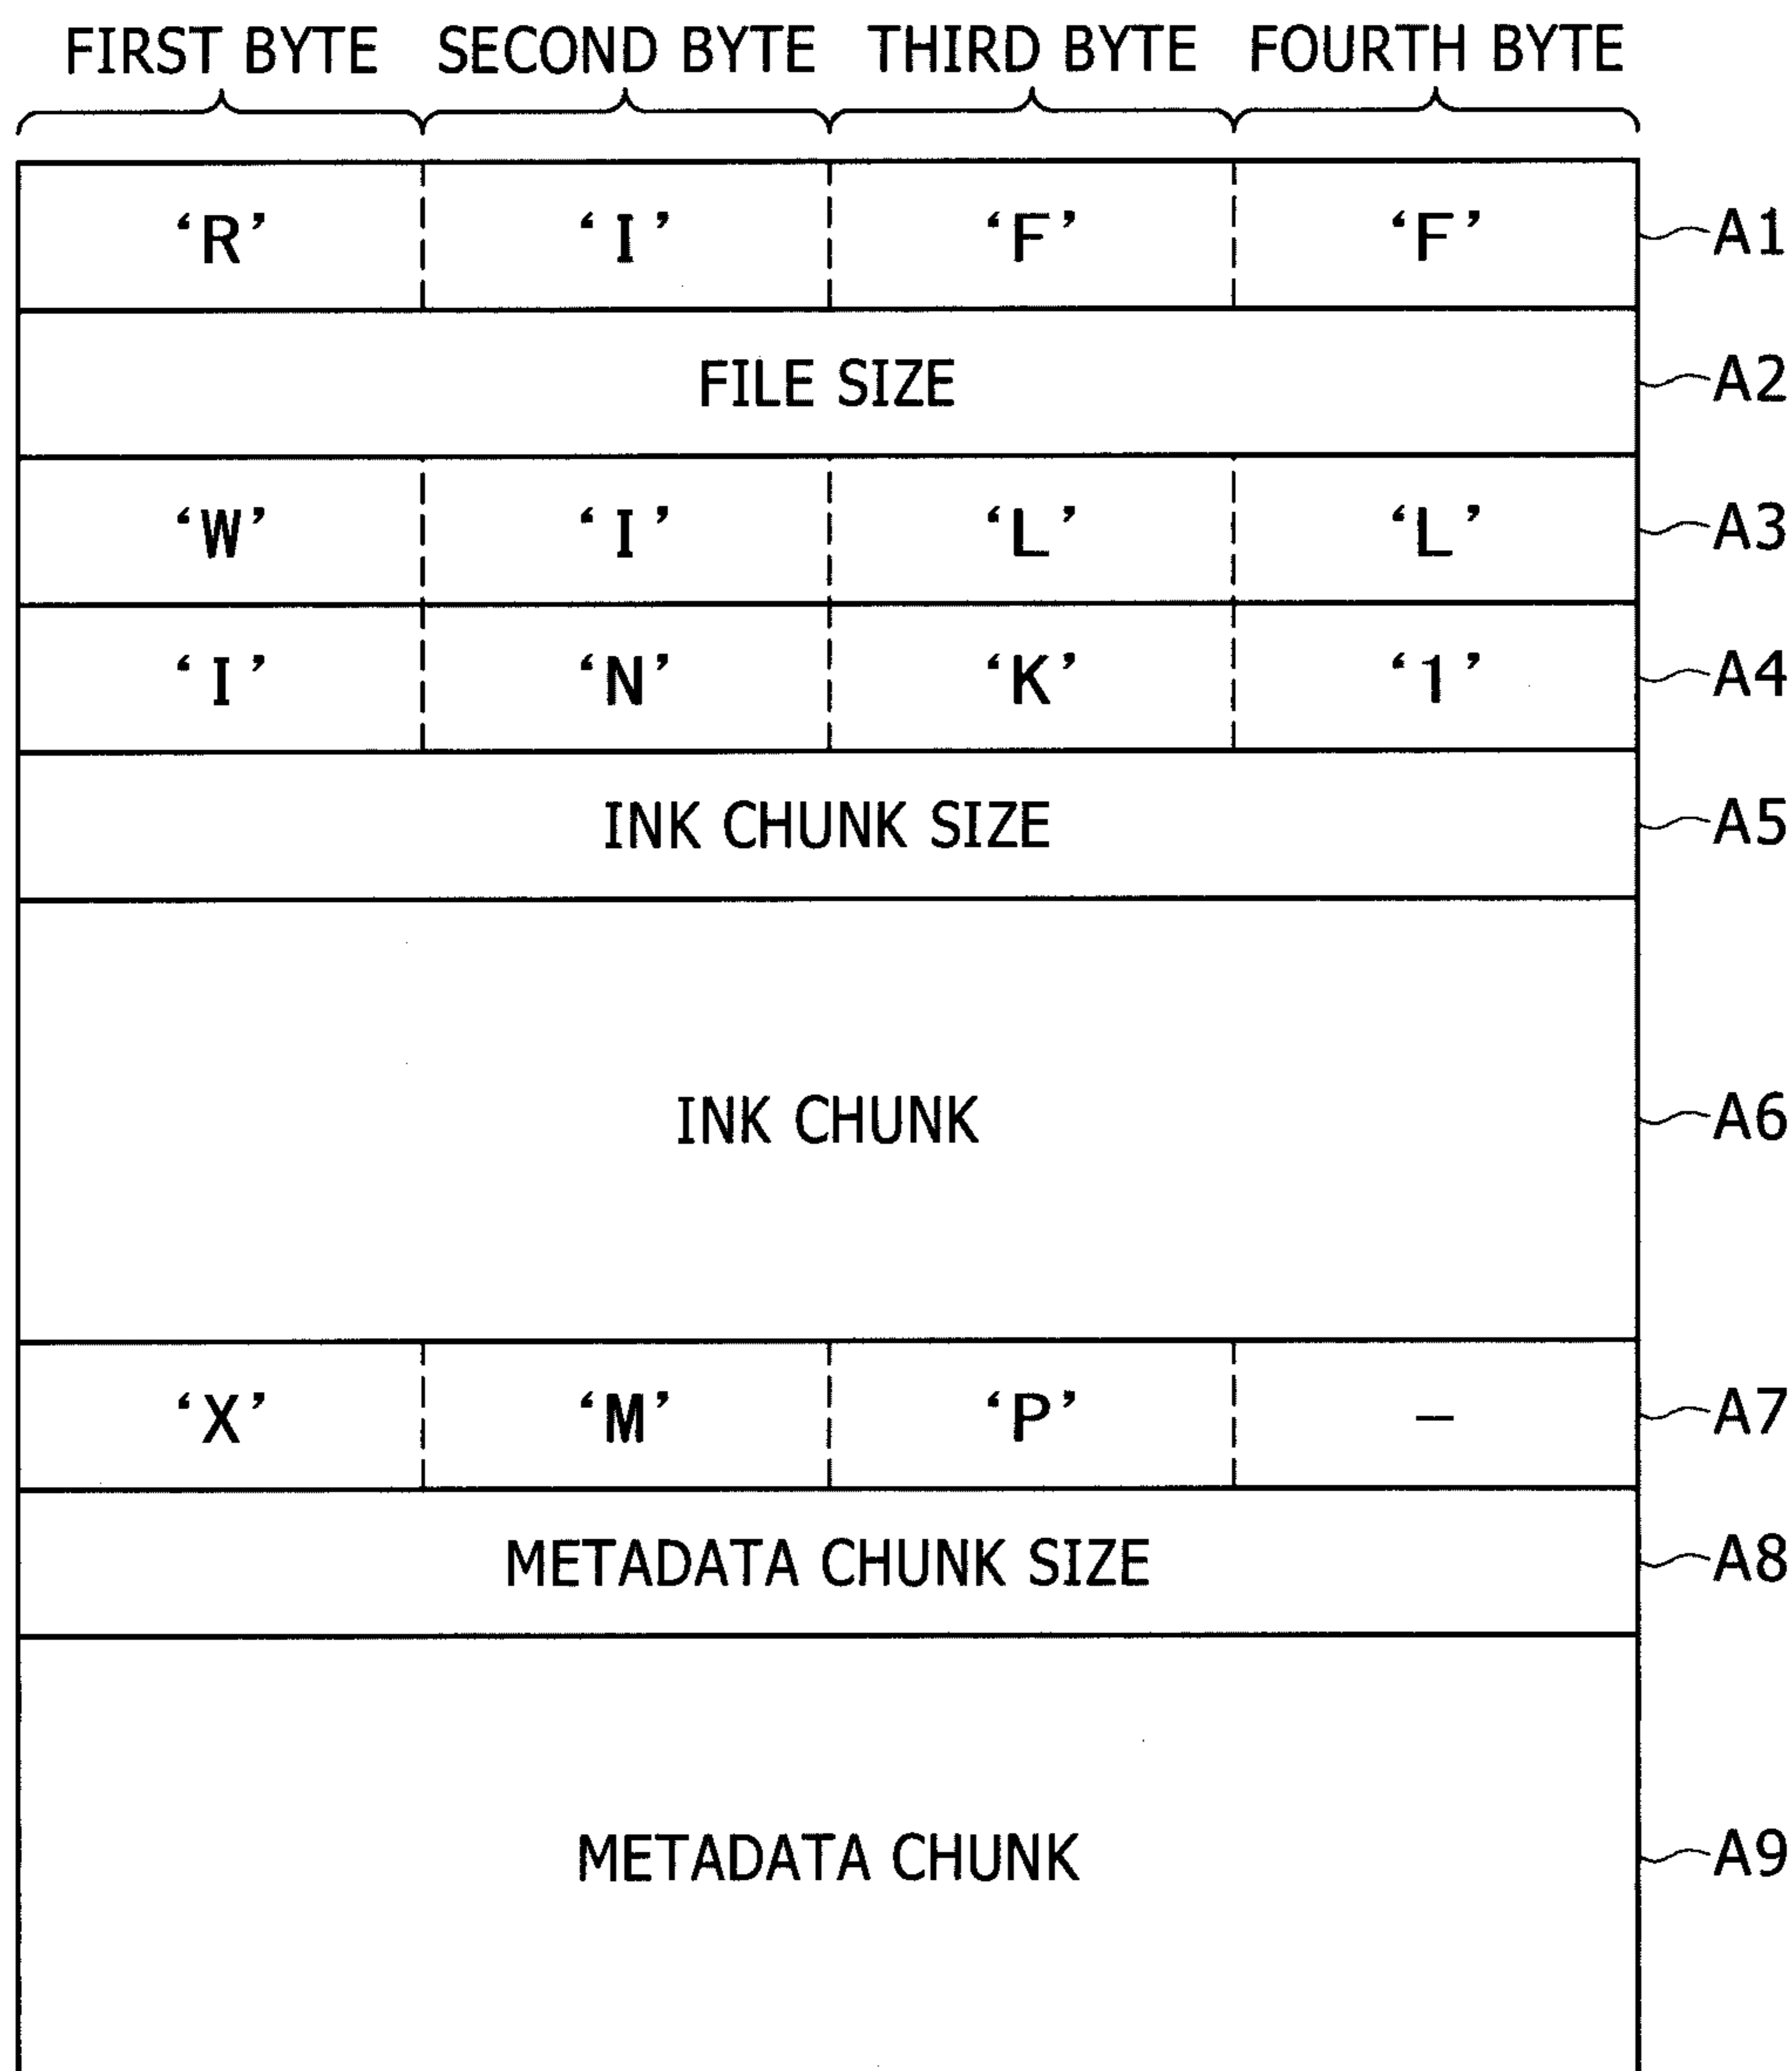 FIRST BYTE SECOND BYTE THIRD BYTE FOURTH BYTE
‘R’ ‘I’ ‘F’ ‘F’ A1
FILE SIZE A2
‘W’ ‘I’ ‘L’ ‘L’ A3
‘I’ ‘N’ ‘K’ ‘1’ A4
INK CHUNK SIZE A5
INK CHUNK A6
‘X’ ‘M’ ‘P’ — A7
METADATA CHUNK SIZE A8
METADATA CHUNK A9